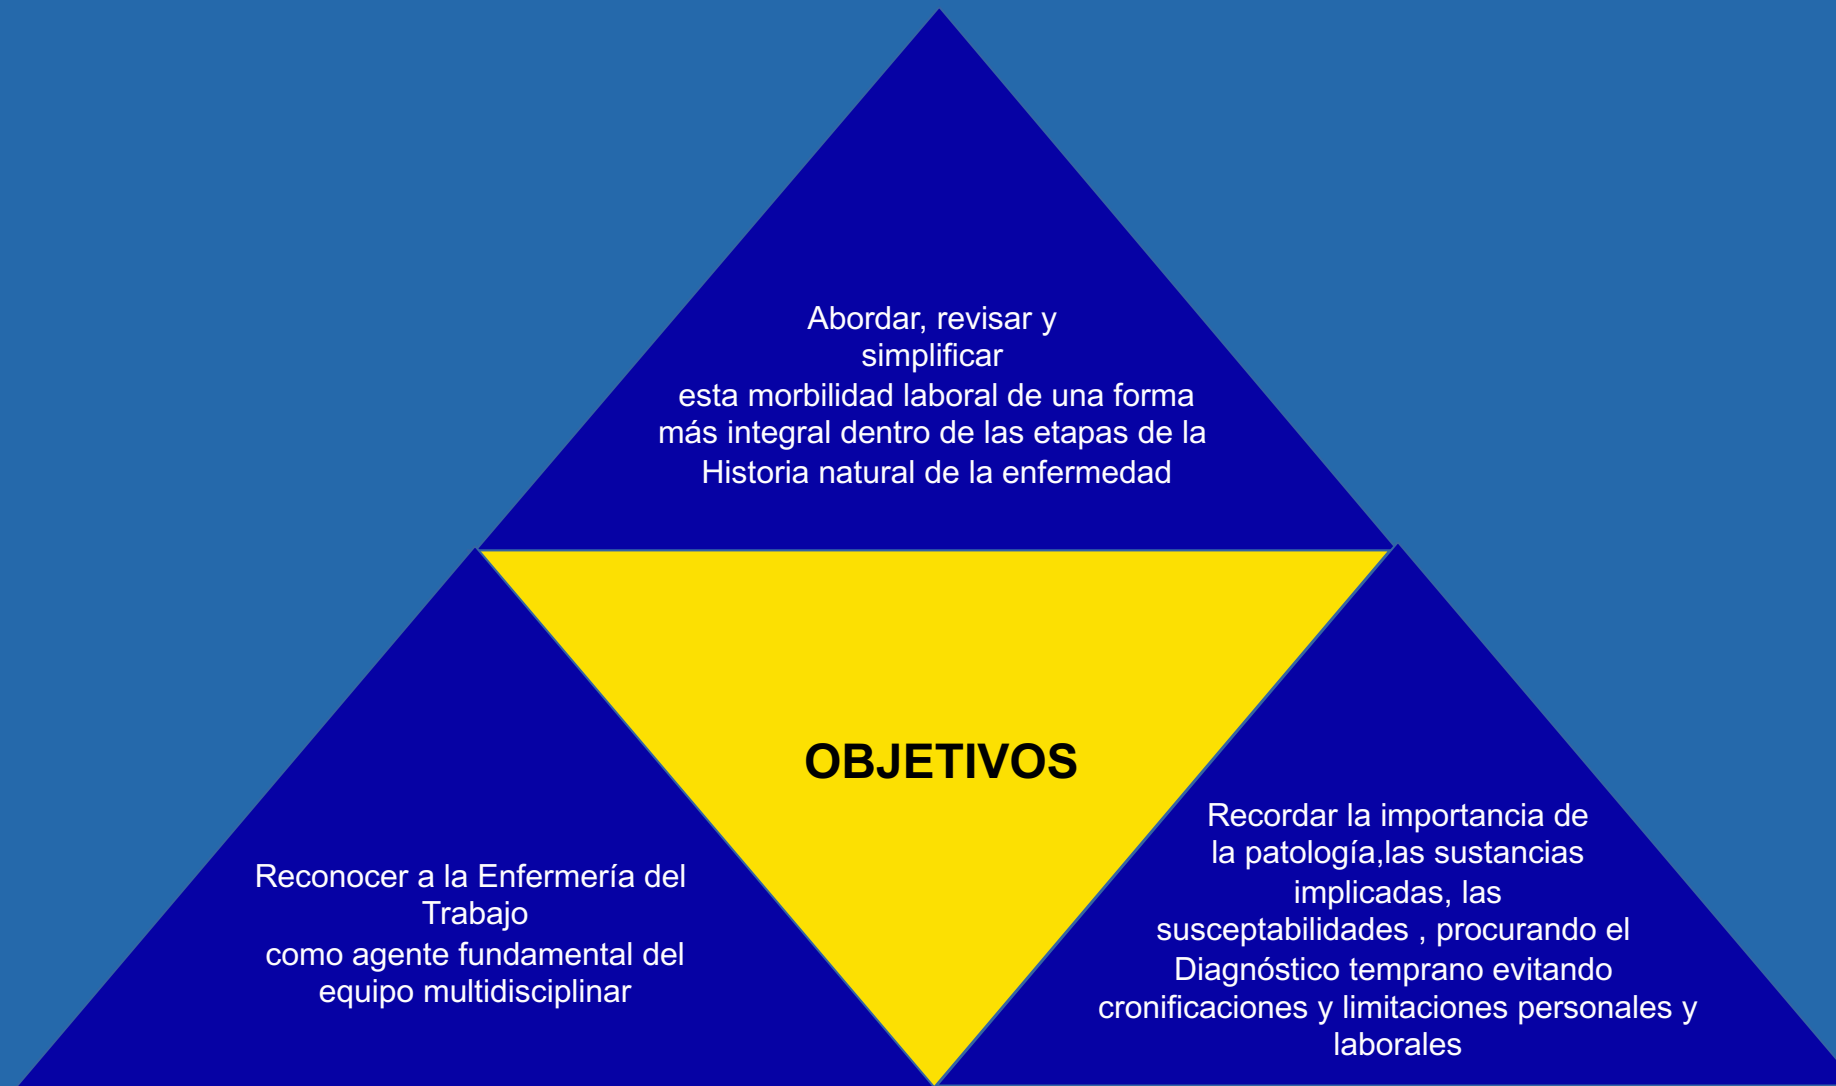 Abordar, revisar y
simplificar
esta morbilidad laboral de una forma
más integral dentro de las etapas de la
Historia natural de la enfermedad
OBJETIVOS
Reconocer a la Enfermería del
Trabajo
como agente fundamental del
equipo multidisciplinar
Recordar la importancia de
la patología,las sustancias
implicadas, las
susceptabilidades , procurando el
Diagnóstico temprano evitando
cronificaciones y limitaciones personales y
laborales